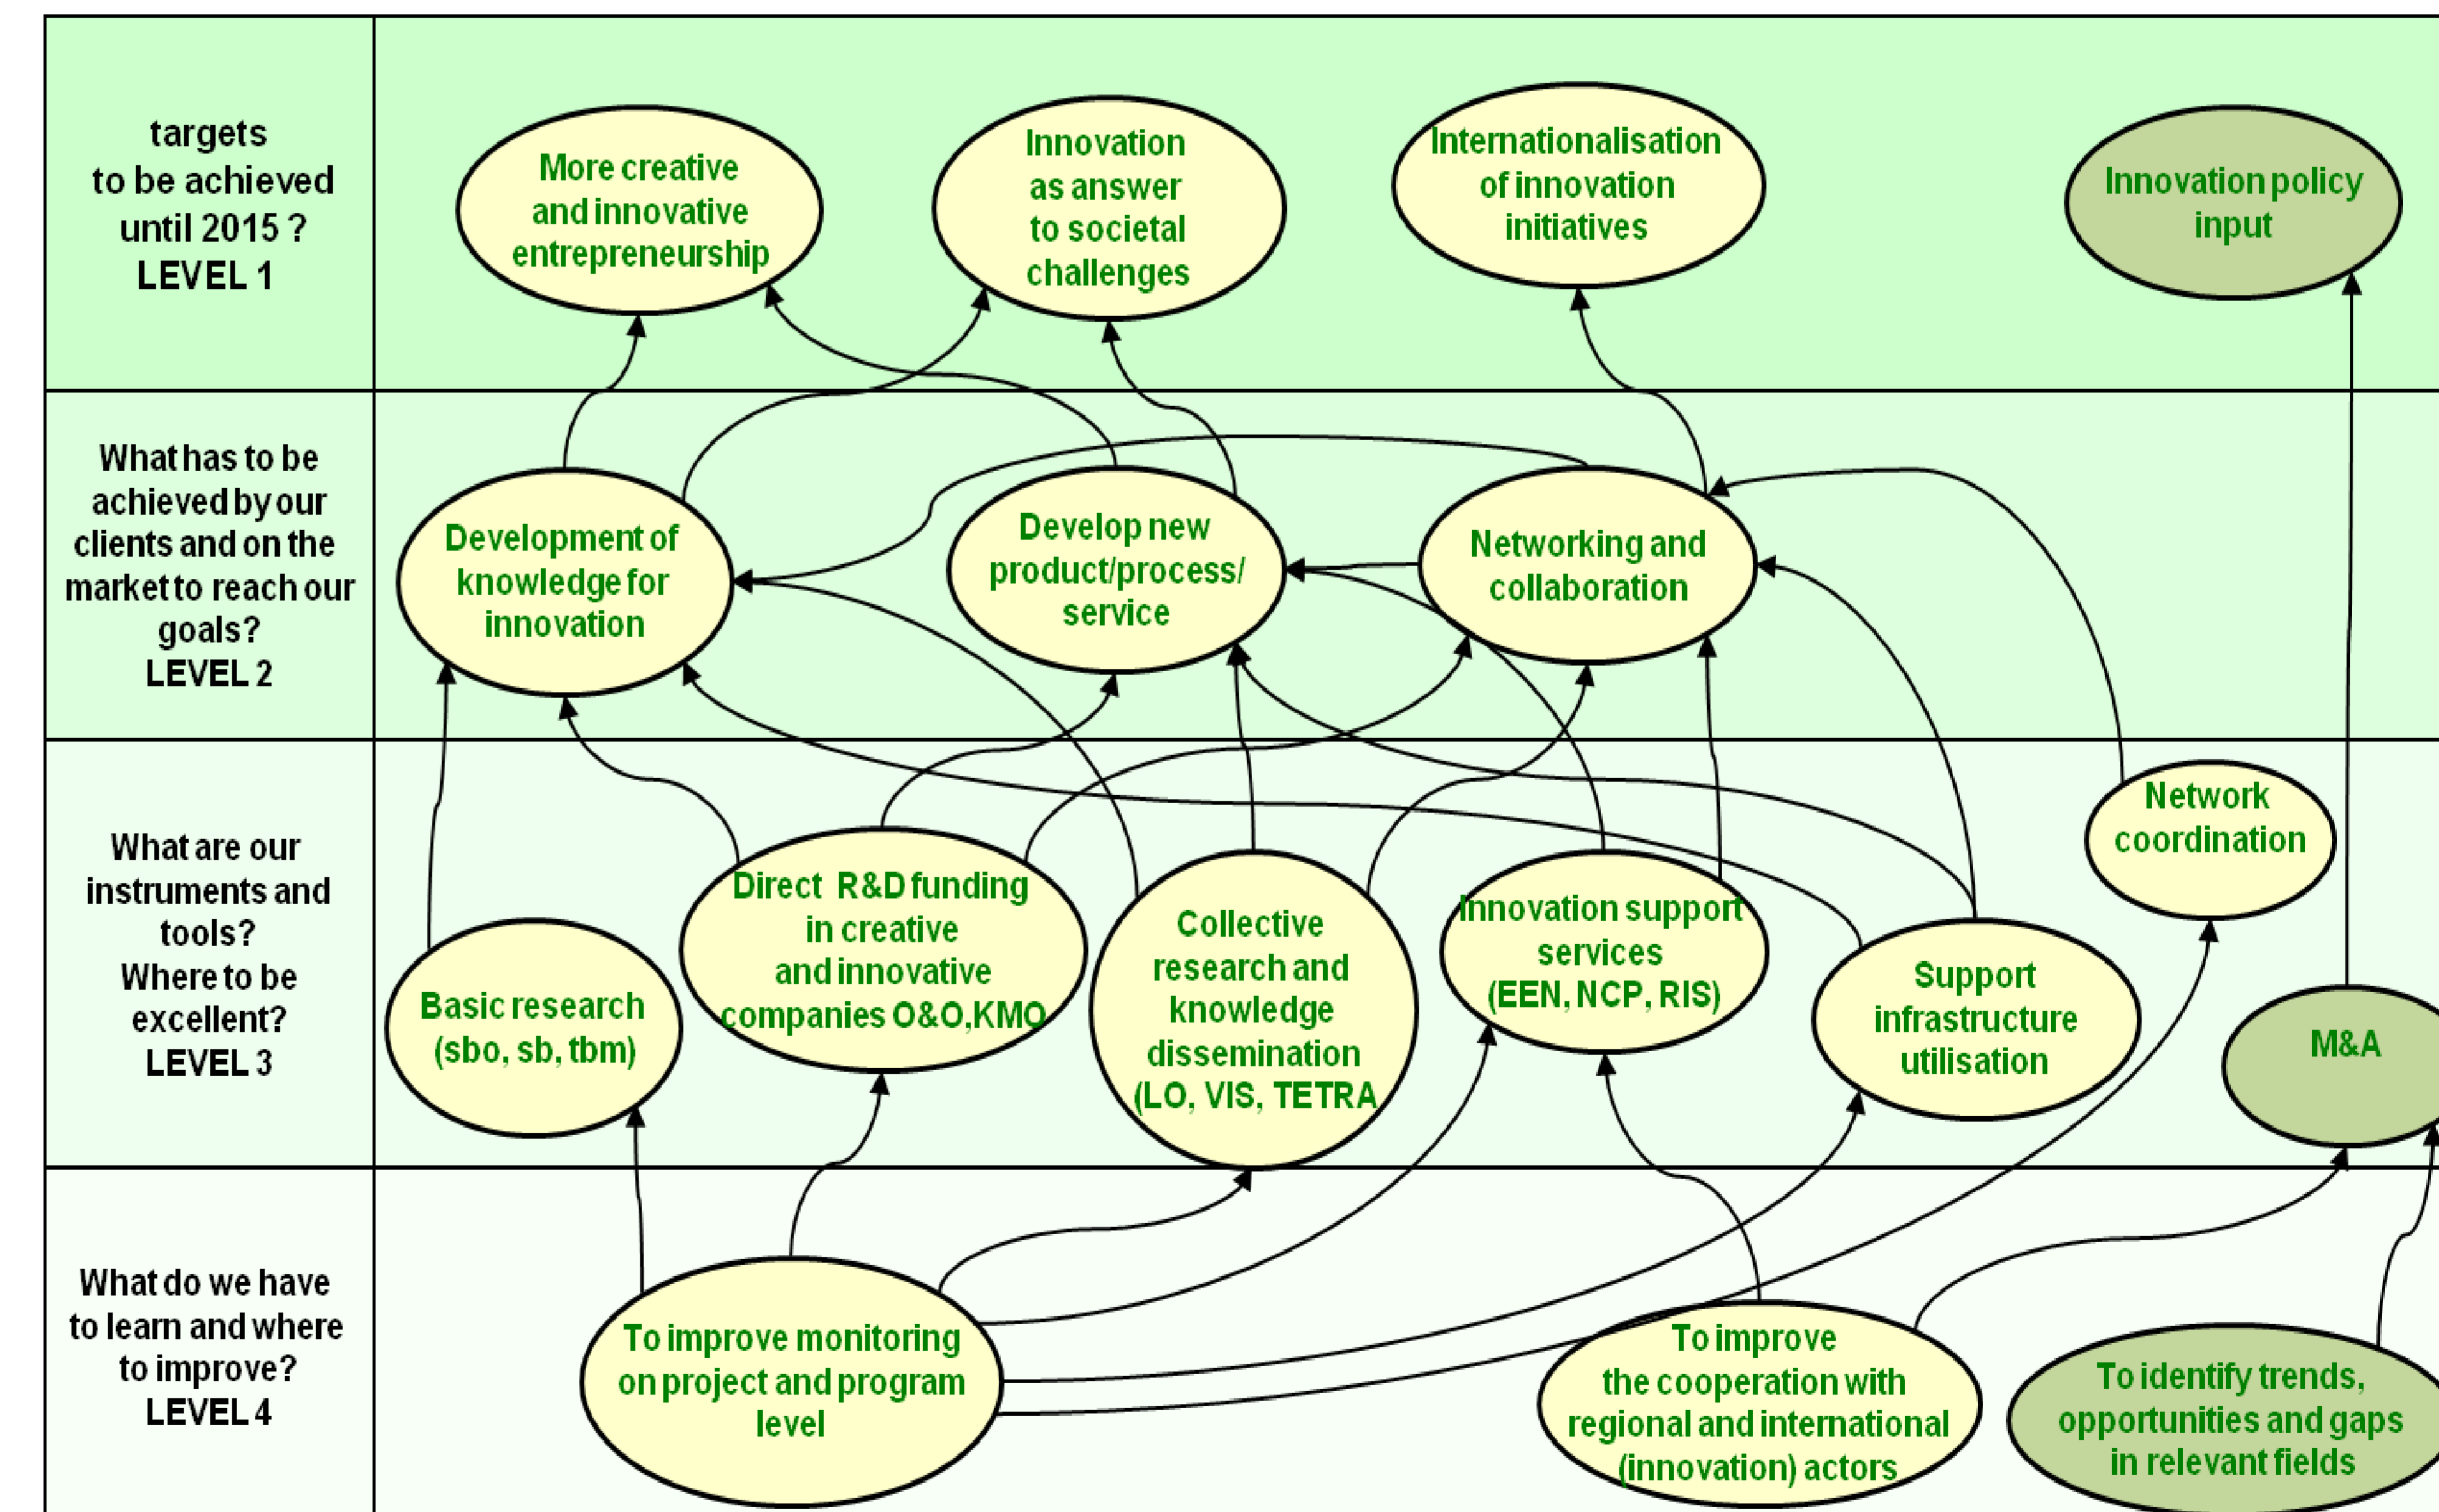 targets
to be achieved
until 2015 ?
LEVEL 1
More creative
and innovative
entrepreneurship
Innovation
as answer
to societal
challenges
Internationalisation
of innovation
initiatives
Innovation policy
input
What has to be
achieved by our
clients and on the
market to reach our
goals?
LEVEL 2
Development of
knowledge for
innovation
Develop new
product/process/
service
Networking and
collaboration
What are our
instruments and
tools?
Where to be
excellent?
LEVEL 3
Basic research
(sbo, sb, tbm)
Direct R&D funding
in creative
and innovative
companies O&O,KMO
Collective
research and
knowledge
dissemination
(LO, VIS, TETRA
Innovation support
services
(EEN, NCP, RIS)
Support
infrastructure
utilisation
Network
coordination
M&A
What do we have
to learn and where
to improve?
LEVEL 4
To improve monitoring
on project and program
level
To improve
the cooperation with
regional and international
(innovation) actors
To identify trends,
opportunities and gaps
in relevant fields